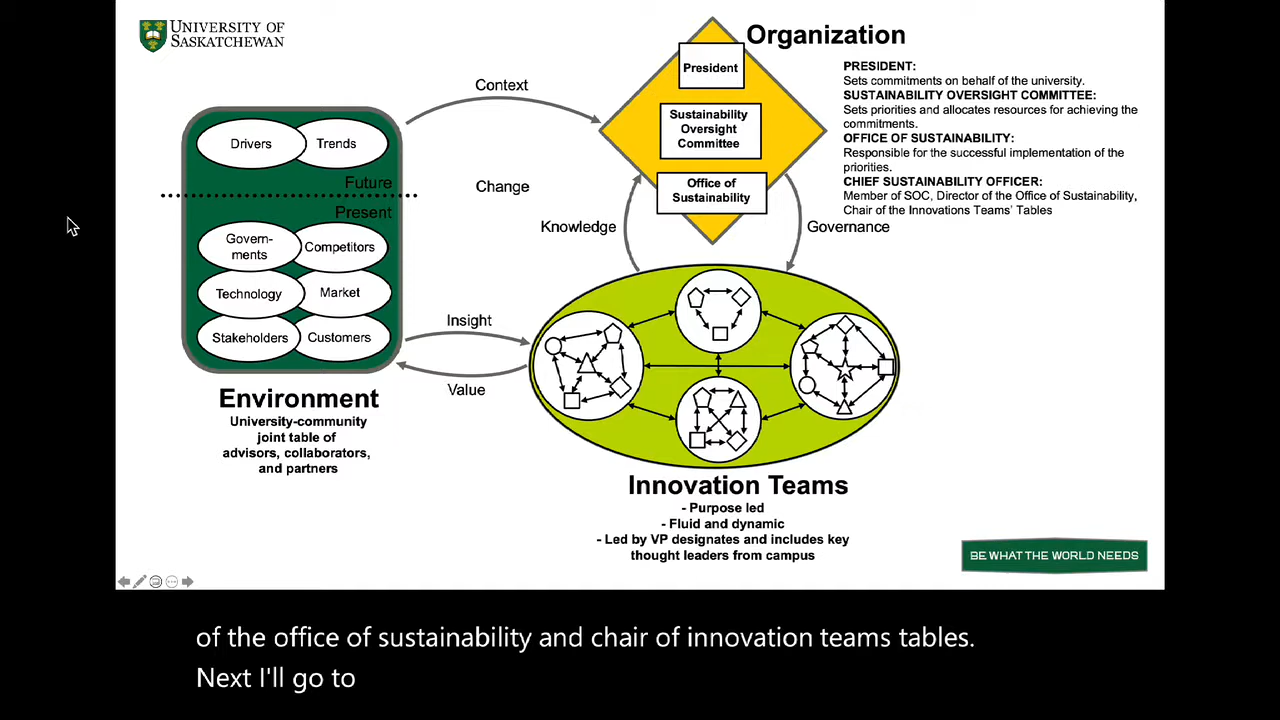 UNIVERSITY OF
SASKATCHEWAN
Organization
President
Sustainability
Oversight
Committee
Office of
Sustainability
PRESIDENT:
Sets commitments on behalf of the university.
SUSTAINABILITY OVERSIGHT COMMITTEE:
Sets priorities and allocates resources for achieving the
commitments.
OFFICE OF SUSTAINABILITY:
Responsible for the successful implementation of the
priorities.
CHIEF SUSTAINABILITY OFFICER:
Member of SOC, Director of the Office of Sustainability,
Chair of the Innovations Teams' Tables
Context
Change
Knowledge
Governance
Drivers
Trends
Future
Present
Govern-
ments
Competitors
Technology
Market
Stakeholders
Customers
Insight
Value
Environment
University-community
joint table of
advisors, collaborators,
and partners
Innovation Teams
- Purpose led
- Fluid and dynamic
- Led by VP designates and includes key
thought leaders from campus
BE WHAT THE WORLD NEEDS
of the office of sustainability and chair of innovation teams tables.
Next I'll go to